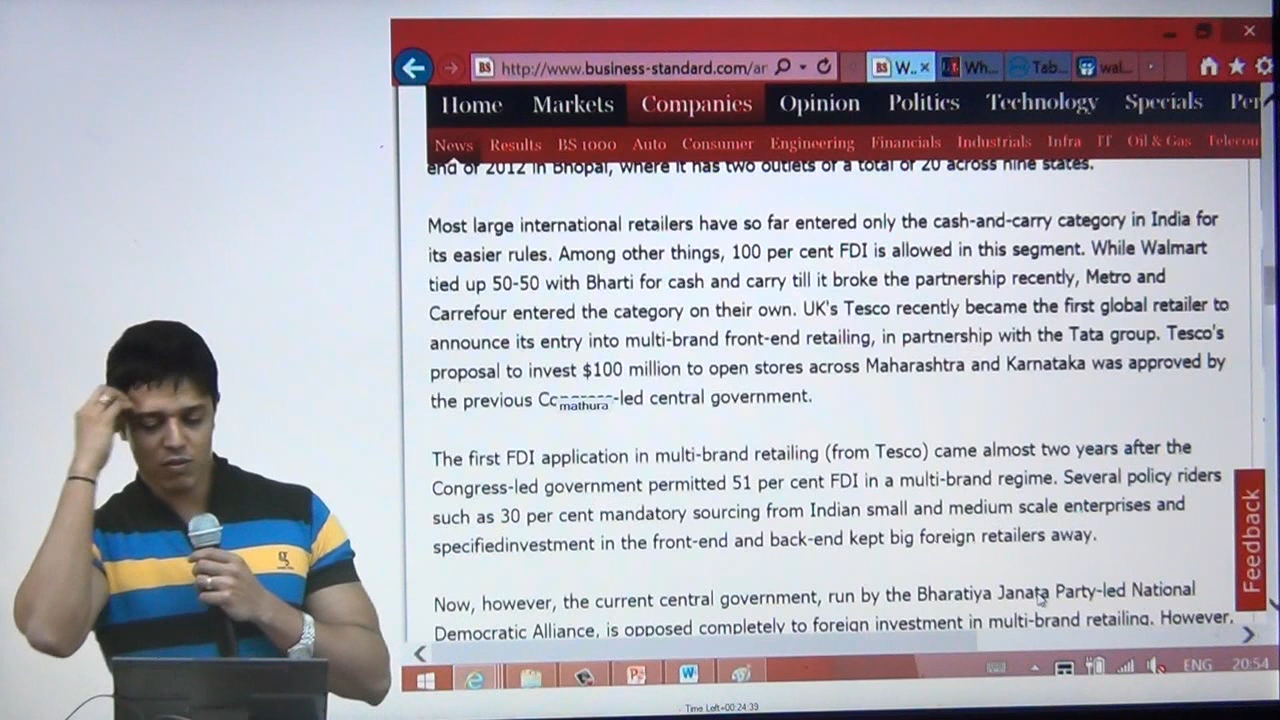 http://www.business-standard.com/ar
W..
Wh...
Tab...
wal...
Home Markets Companies Opinion Politics Technology Specials Per
News Results BS 1000 Auto Consumer Engineering Financials Industrials Infra IT Oil & Gas Telecom
end of 2012 in Bhopal, where it has two outlets of a total of 20 across nine states.
Most large international retailers have so far entered only the cash-and-carry category in India for
its easier rules. Among other things, 100 per cent FDI is allowed in this segment. While Walmart
tied up 50-50 with Bharti for cash and carry till it broke the partnership recently, Metro and
Carrefour entered the category on their own. UK's Tesco recently became the first global retailer to
announce its entry into multi-brand front-end retailing, in partnership with the Tata group. Tesco's
proposal to invest $100 million to open stores across Maharashtra and Karnataka was approved by
the previous Co -led central government.
mathura
The first FDI application in multi-brand retailing (from Tesco) came almost two years after the
Congress-led government permitted 51 per cent FDI in a multi-brand regime. Several policy riders
such as 30 per cent mandatory sourcing from Indian small and medium scale enterprises and
specifiedinvestment in the front-end and back-end kept big foreign retailers away.
Now, however, the current central government, run by the Bharatiya Janata Party-led National
Democratic Alliance, is opposed completely to foreign investment in multi-brand retailing. However,
Feedback
ENG 20:54
Time Left=00:24:39